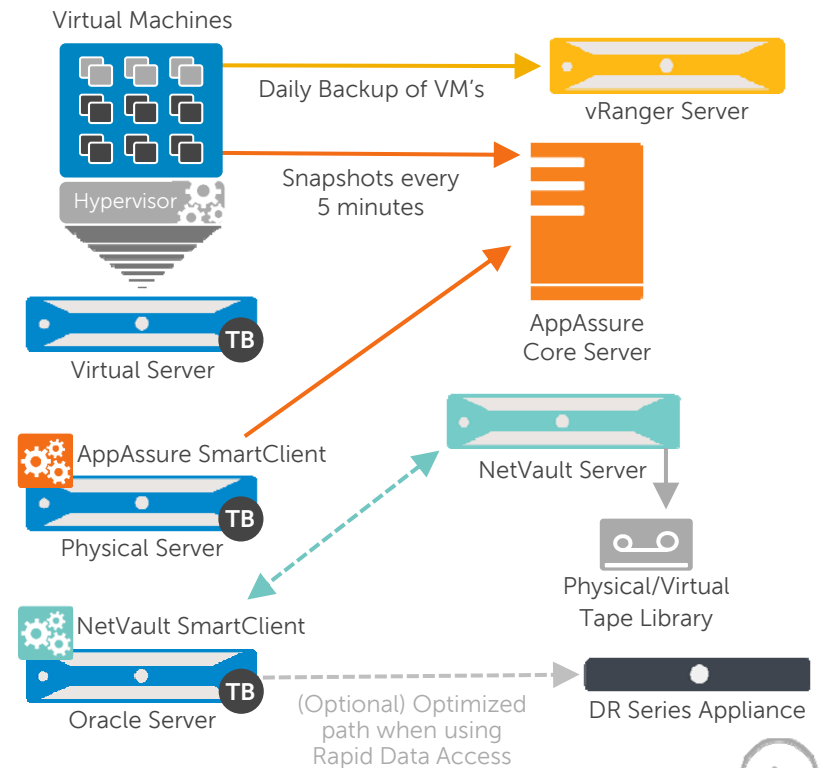 Virtual Machines
Daily Backup of VM's
vRanger Server
Snapshots every
5 minutes
Hypervisor
AppAssure
Core Server
TB
Virtual Server
AppAssure SmartClient
TB
Physical Server
NetVault Server
Physical/Virtual
Tape Library
NetVault SmartClient
TB
Oracle Server
(Optional) Optimized
path when using
Rapid Data Access
DR Series Appliance